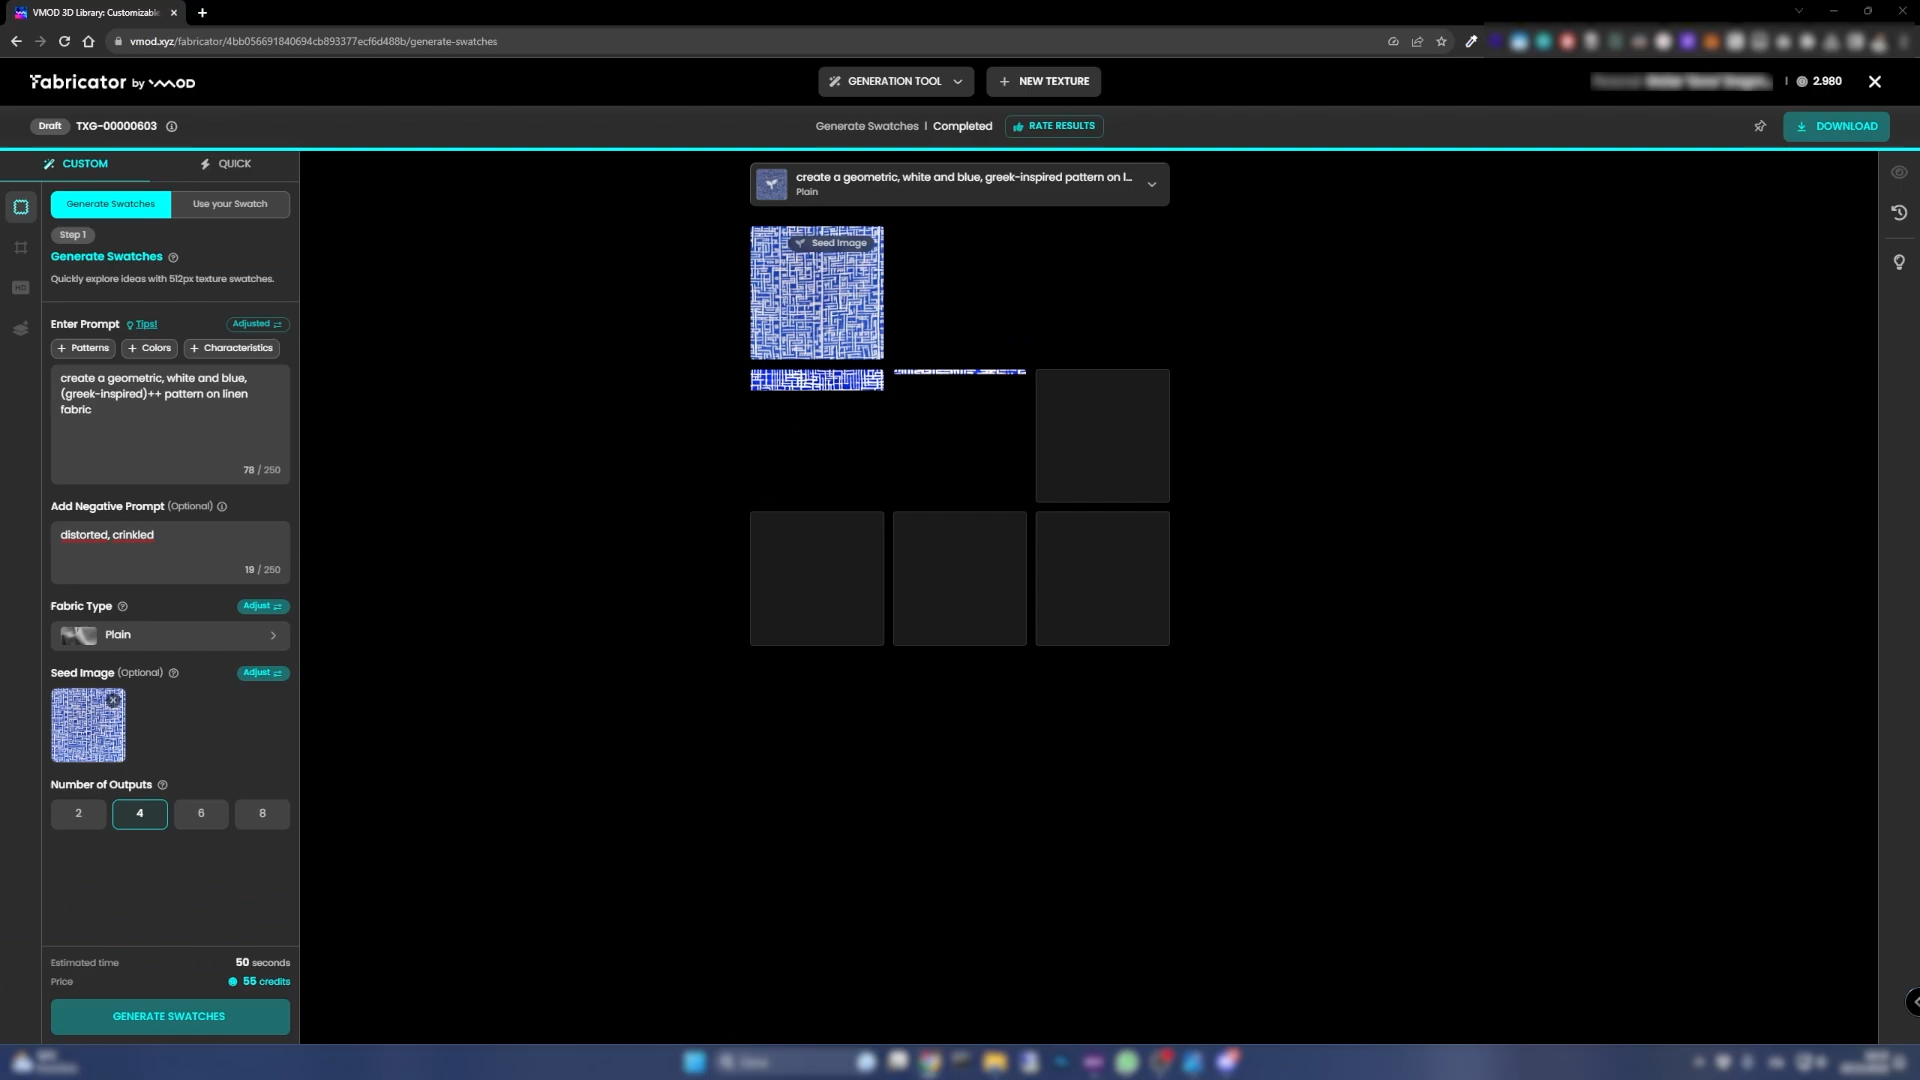 VMOD 3D Library: Customizable
vmod.xyz/fabricator/4bb056691840694cb893377ecf6d488b/generate-swatches
Fabricator by VMOD
GENERATION TOOL
NEW TEXTURE
2.980
Draft
TXG-00000603
Generate Swatches | Completed
RATE RESULTS
DOWNLOAD
CUSTOM
QUICK
create a geometric, white and blue, greek-inspired pattern on l...
Plain
Generate Swatches
Use your Swatch
Step 1
Generate Swatches
Quickly explore ideas with 512px texture swatches.
Seed Image
HD
Enter Prompt
Tips!
Adjusted
+ Patterns
+ Colors
+ Characteristics
create a geometric, white and blue,
(greek-inspired)++ pattern on linen
fabric
78 / 250
Add Negative Prompt (Optional)
distorted, crinkled
19 / 250
Fabric Type
Adjust
Plain
Seed Image (Optional)
Adjust
Number of Outputs
2
4
6
8
Estimated time
50 seconds
Price
55 credits
GENERATE SWATCHES